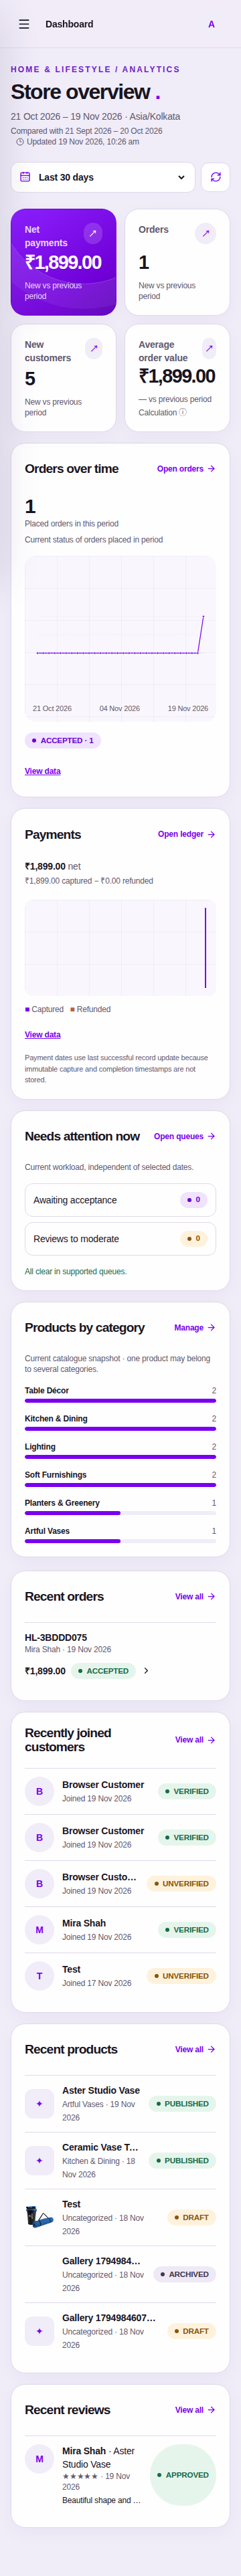 Dashboard
A
HOME & LIFESTYLE / ANALYTICS
Store overview .
21 Oct 2026 – 19 Nov 2026 · Asia/Kolkata
Compared with 21 Sept 2026 – 20 Oct 2026
Updated 19 Nov 2026, 10:26 am
Last 30 days
Net
payments
₹1,899.00
New vs previous
period
Orders
1
New vs previous
period
New
customers
5
New vs previous
period
Average
order value
₹1,899.00
— vs previous period
Calculation
Orders over time
Open orders
1
Placed orders in this period
Current status of orders placed in period
21 Oct 2026
04 Nov 2026
19 Nov 2026
ACCEPTED · 1
View data
Payments
Open ledger
₹1,899.00 net
₹1,899.00 captured – ₹0.00 refunded
Captured
Refunded
View data
Payment dates use last successful record update because
immutable capture and completion timestamps are not
stored.
Needs attention now
Open queues
Current workload, independent of selected dates.
Awaiting acceptance
0
Reviews to moderate
0
All clear in supported queues.
Products by category
Manage
Current catalogue snapshot · one product may belong
to several categories.
Table Décor 2
Kitchen & Dining 2
Lighting 2
Soft Furnishings 2
Planters & Greenery 1
Artful Vases 1
Recent orders
View all
HL-3BDDD075
Mira Shah · 19 Nov 2026
₹1,899.00
ACCEPTED
Recently joined
customers
View all
B
Browser Customer
Joined 19 Nov 2026
VERIFIED
B
Browser Customer
Joined 19 Nov 2026
VERIFIED
B
Browser Custo…
Joined 19 Nov 2026
UNVERIFIED
M
Mira Shah
Joined 19 Nov 2026
VERIFIED
T
Test
Joined 17 Nov 2026
UNVERIFIED
Recent products
View all
Aster Studio Vase
Artful Vases · 19 Nov
2026
PUBLISHED
Ceramic Vase T…
Kitchen & Dining · 18
Nov 2026
PUBLISHED
Test
Uncategorized · 18 Nov
2026
DRAFT
Gallery 1794984…
Uncategorized · 18 Nov
2026
ARCHIVED
Gallery 1794984607…
Uncategorized · 18 Nov
2026
DRAFT
Recent reviews
View all
M
Mira Shah · Aster
Studio Vase
★★★★★ · 19 Nov
2026
Beautiful shape and …
APPROVED